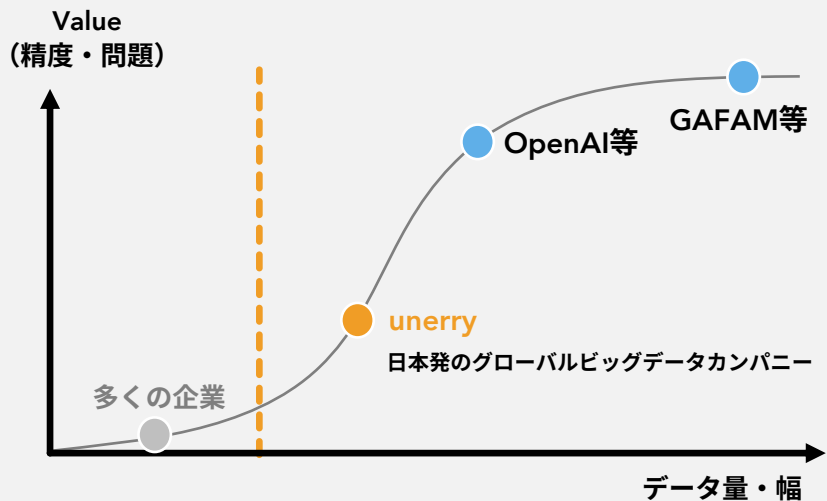 Value
（精度・問題）
GAFAM等
OpenAI等
unerry
日本発のグローバルビッグデータカンパニー
多くの企業
データ量・幅